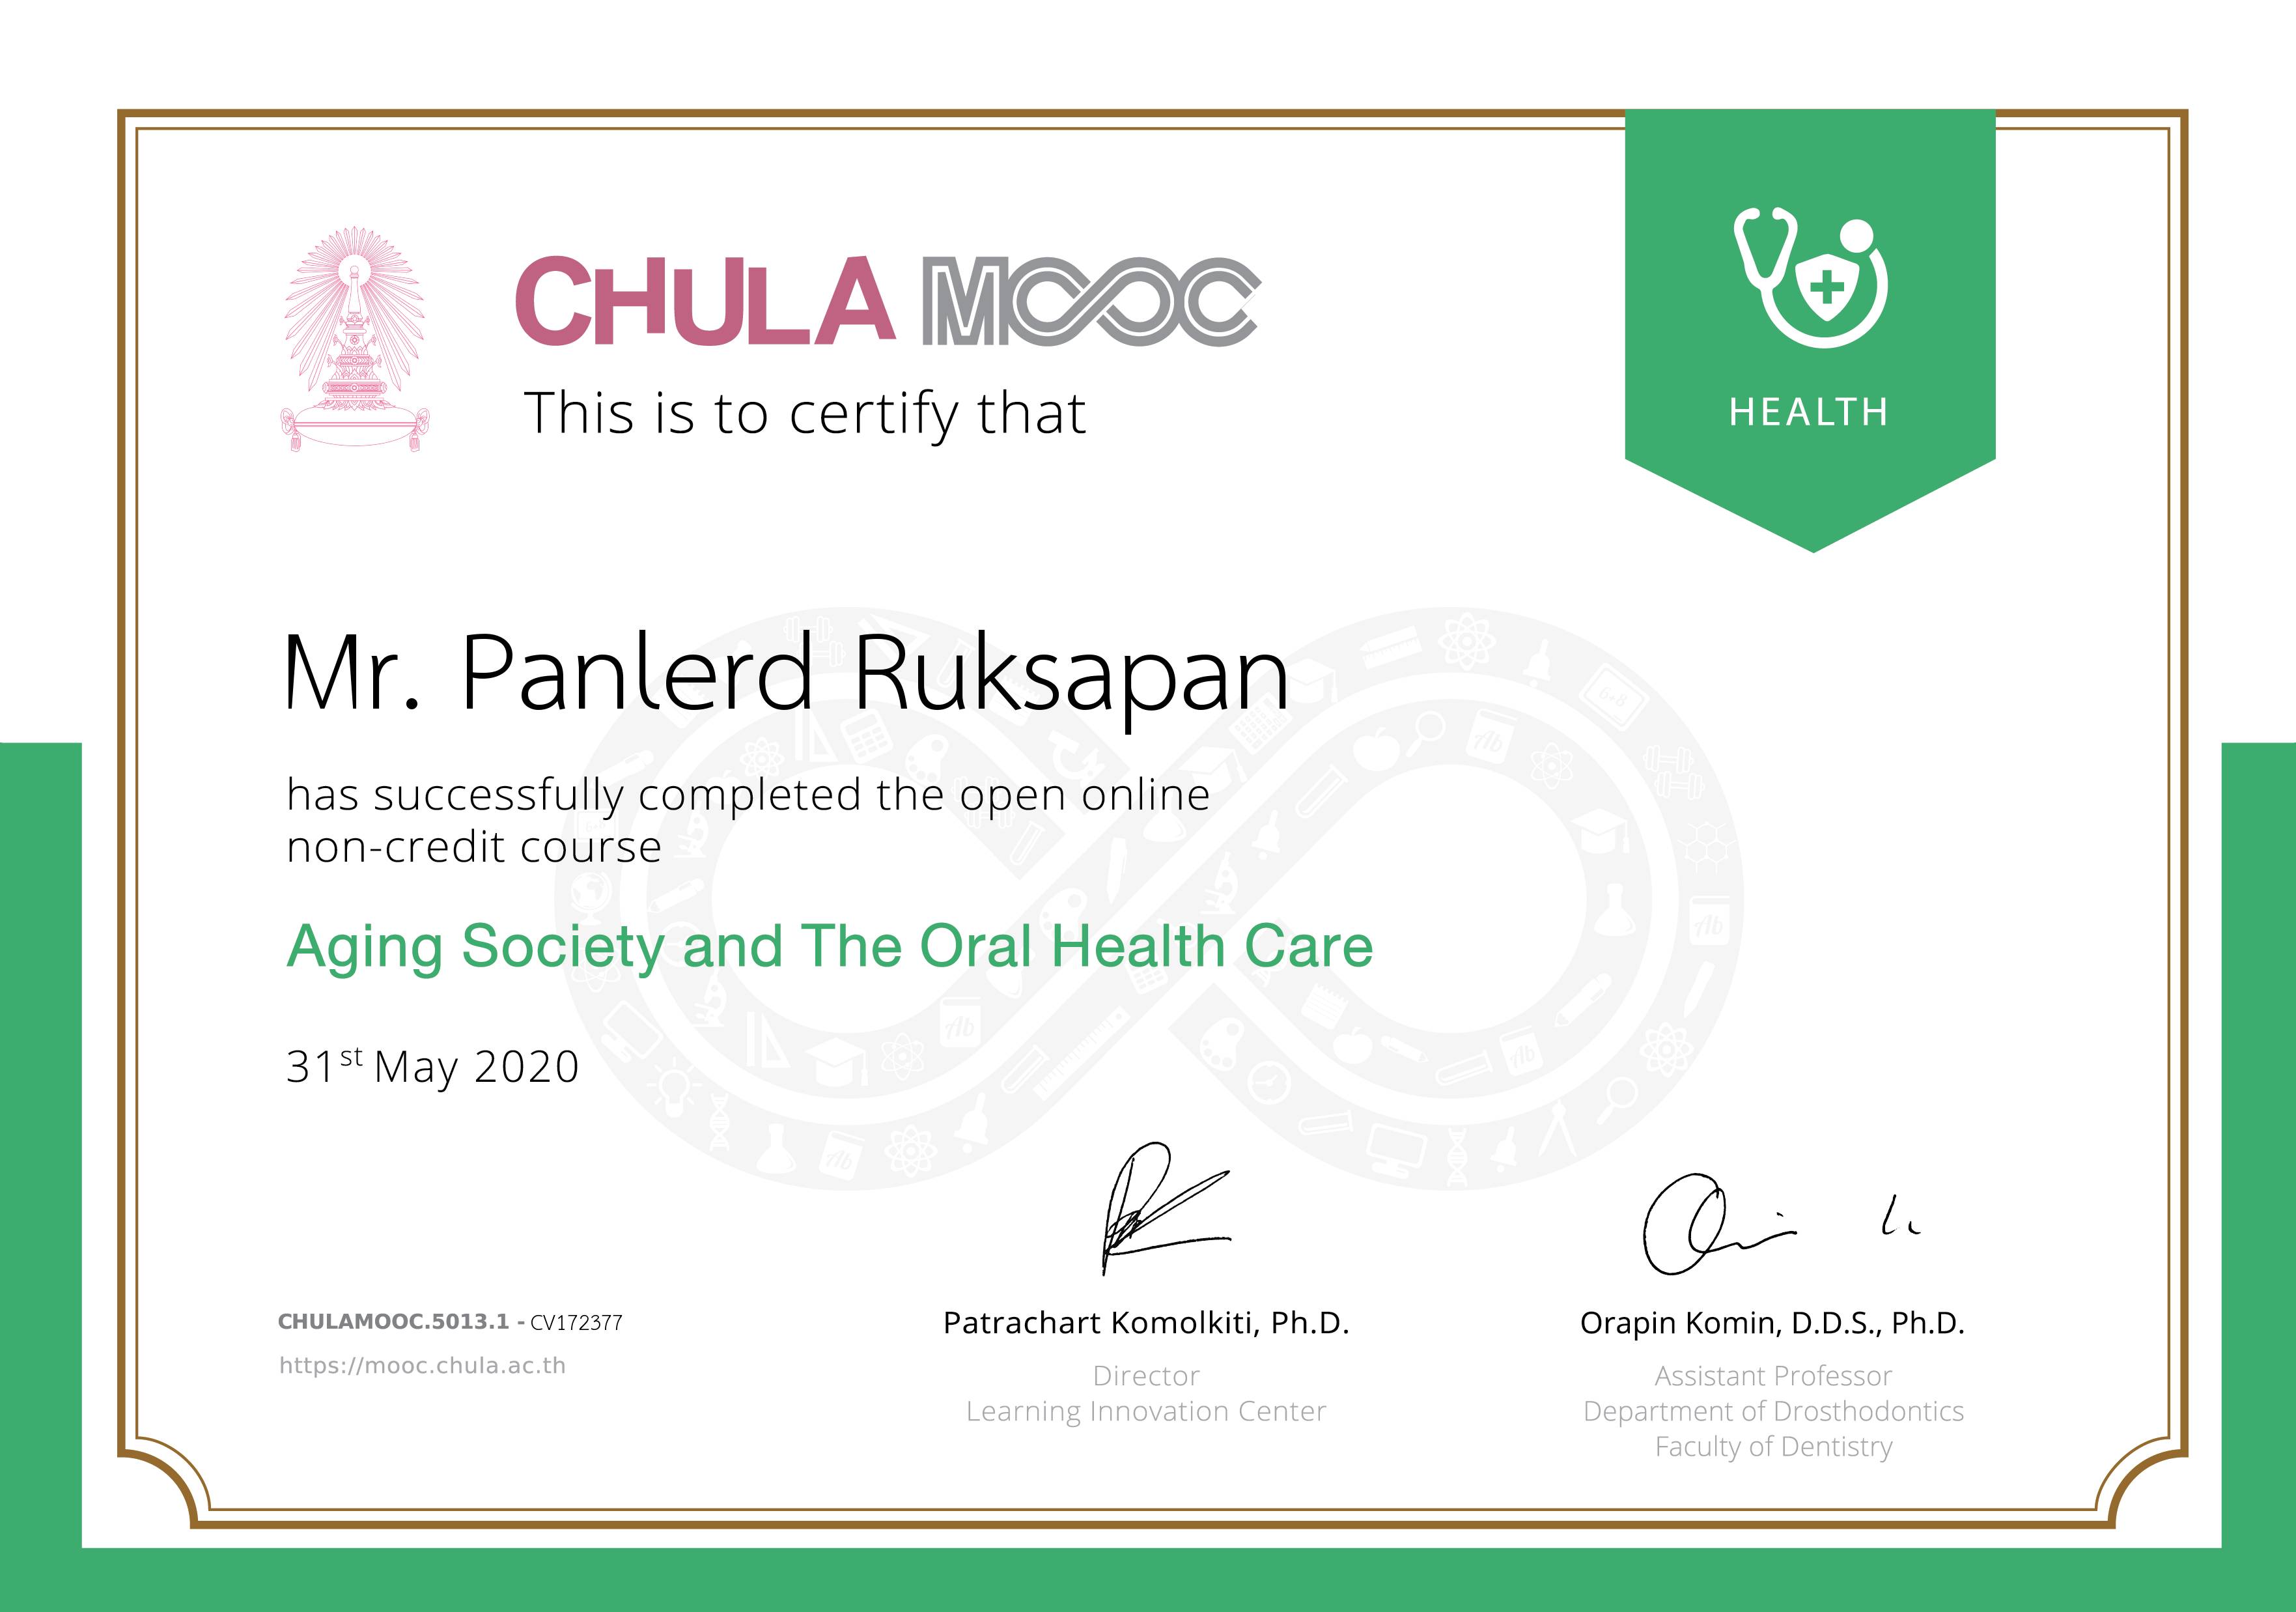 CHULA MOOC
This is to certify that
HEALTH
Mr. Panlerd Ruksapan
has successfully completed the open online
non-credit course
Aging Society and The Oral Health Care
31st May 2020
CHULAMOOC.5013.1 - CV172377
https://mooc.chula.ac.th
Patrachart Komolkiti, Ph.D.
Director
Learning Innovation Center
Orapin Komin, D.D.S., Ph.D.
Assistant Professor
Department of Drosthodontics
Faculty of Dentistry